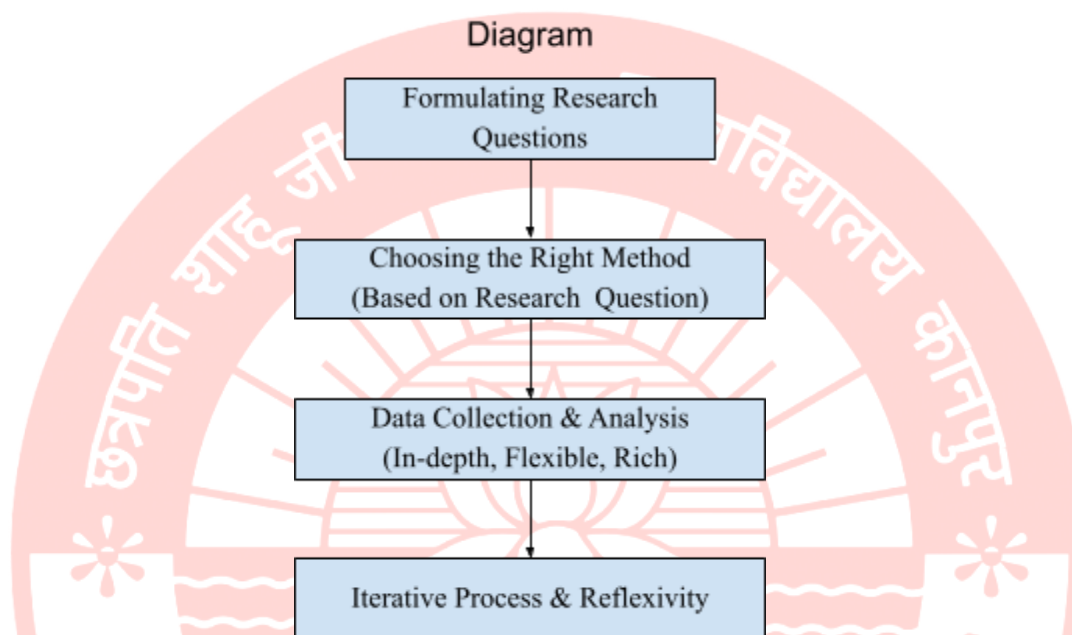 Diagram
Formulating Research
Questions
छत्रपति शाहू जी
विद्यालय कानपुर
Choosing the Right Method
(Based on Research Question)
Data Collection & Analysis
(In-depth, Flexible, Rich)
Iterative Process & Reflexivity